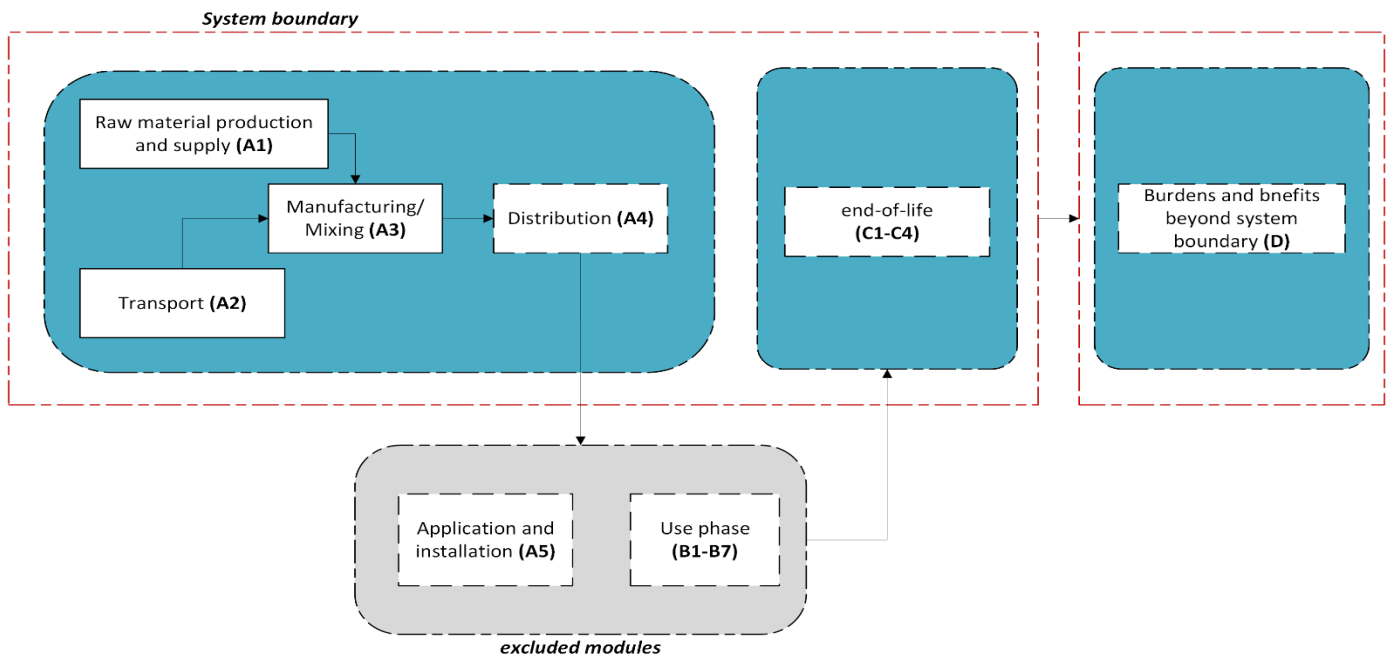 System boundary
Raw material production
and supply (A1)
Manufacturing/
Mixing (A3)
Transport (A2)
Distribution (A4)
end-of-life
(C1-C4)
Burdens and bnefits
beyond system
boundary (D)
Application and
installation (A5)
Use phase
(B1-B7)
excluded modules